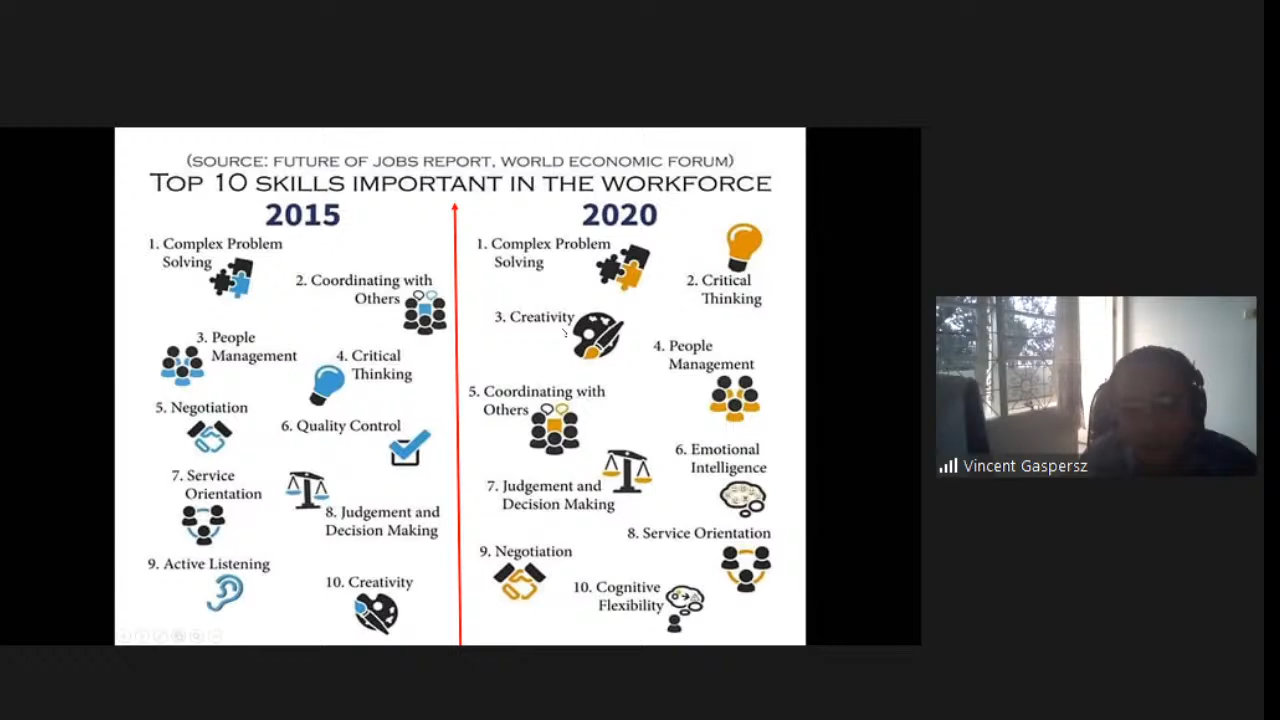 (SOURCE: FUTURE OF JOBS REPORT, WORLD ECONOMIC FORUM)
TOP 10 SKILLS IMPORTANT IN THE WORKFORCE
2015
1. Complex Problem
Solving
2. Coordinating with
Others
3. People
Management
4. Critical
Thinking
5. Negotiation
6. Quality Control
7. Service
Orientation
8. Judgement and
Decision Making
9. Active Listening
10. Creativity
2020
1. Complex Problem
Solving
2. Critical
Thinking
3. Creativity
4. People
Management
5. Coordinating with
Others
6. Emotional
Intelligence
7. Judgement and
Decision Making
8. Service Orientation
9. Negotiation
10. Cognitive
Flexibility
Vincent Gaspersz